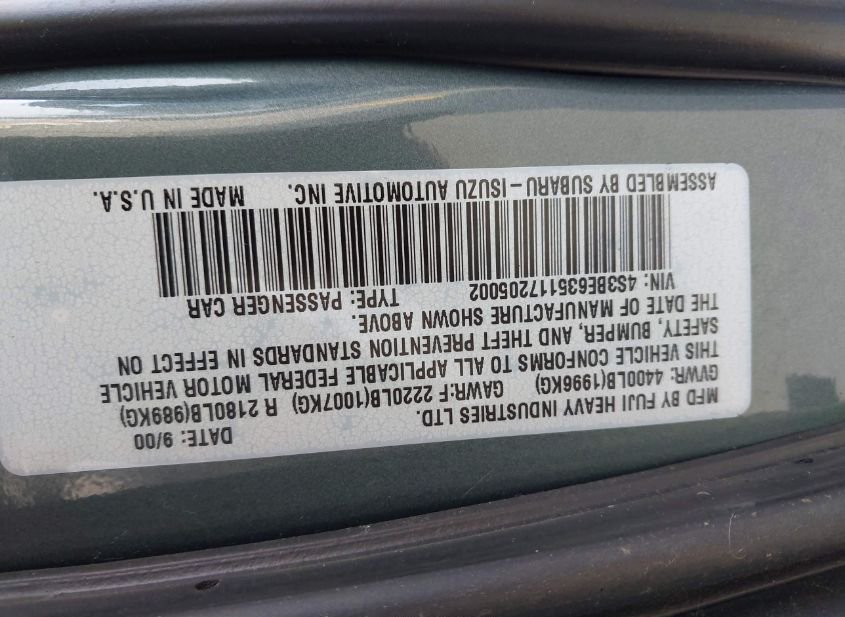 MFD BY FUJI HEAVY INDUSTRIES LTD. DATE: 9/00
GVWR: 4400LB(1996KG) GAWR:F 2220LB(1007KG) R 2180LB(989KG)
THIS VEHICLE CONFORMS TO ALL APPLICABLE FEDERAL MOTOR VEHICLE
SAFETY, BUMPER, AND THEFT PREVENTION STANDARDS IN EFFECT ON
THE DATE OF MANUFACTURE SHOWN ABOVE.
VIN: 4S3BE635117205002 TYPE: PASSENGER CAR
ASSEMBLED BY SUBARU-ISUZU AUTOMOTIVE INC. MADE IN U.S.A.